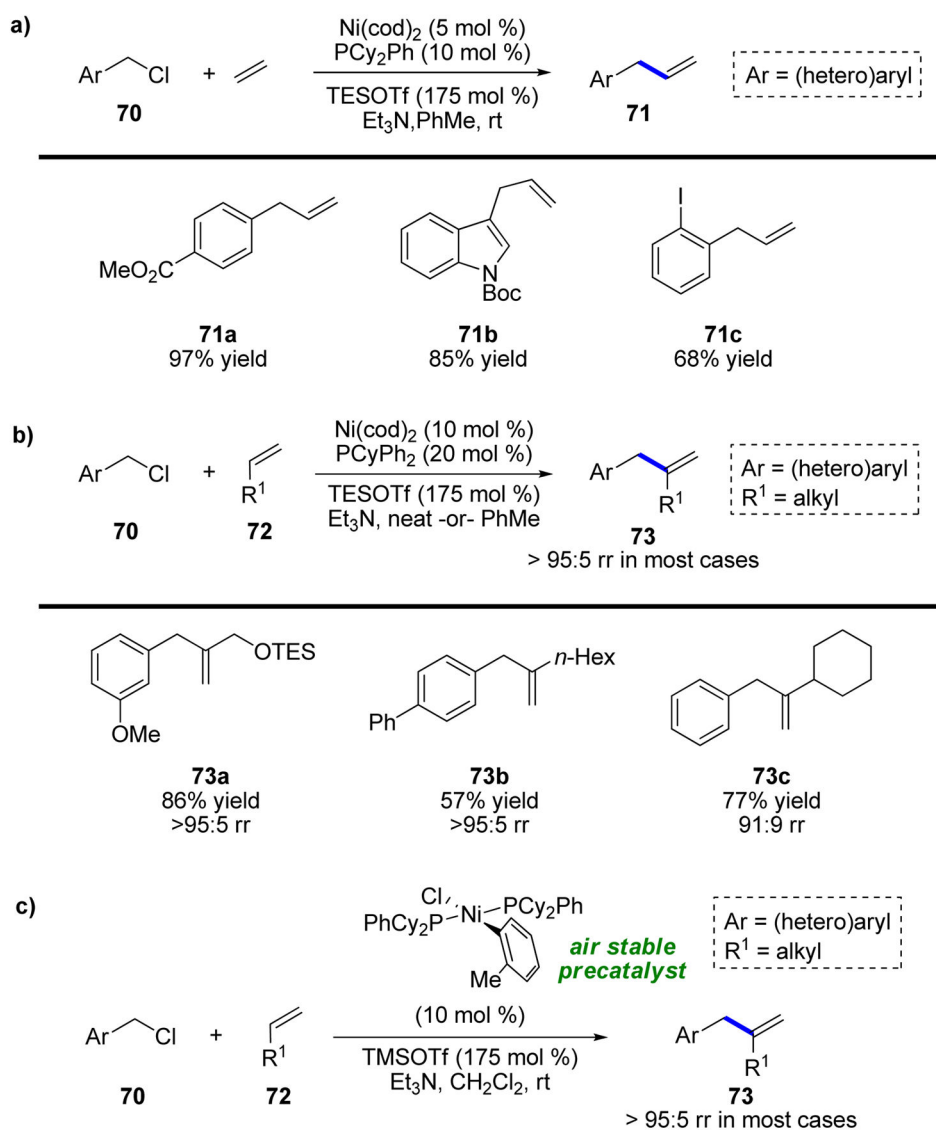 a)
Ni(cod)2 (5 mol %)
PCy2Ph (10 mol %)
Ar Cl + Ar
TESOTf (175 mol %)
Et3N,PhMe, rt
70
71
Ar = (hetero)aryl
MeO2C
N
Boc
I
71a
97% yield
71b
85% yield
71c
68% yield
b)
Ni(cod)2 (10 mol %)
PCyPh2 (20 mol %)
Ar Cl + R1 Ar R1
TESOTf (175 mol %)
Et3N, neat -or- PhMe
70
72
73
> 95:5 rr in most cases
Ar = (hetero)aryl
R1 = alkyl
OTES
OMe
n-Hex
Ph
73a
86% yield
>95:5 rr
73b
57% yield
>95:5 rr
73c
77% yield
91:9 rr
c)
Cl
PhCy2P Ni PCy2Ph
Me
air stable
precatalyst
Ar = (hetero)aryl
R1 = alkyl
(10 mol %)
Ar Cl + R1 Ar R1
TMSOTf (175 mol %)
Et3N, CH2Cl2, rt
70
72
73
> 95:5 rr in most cases